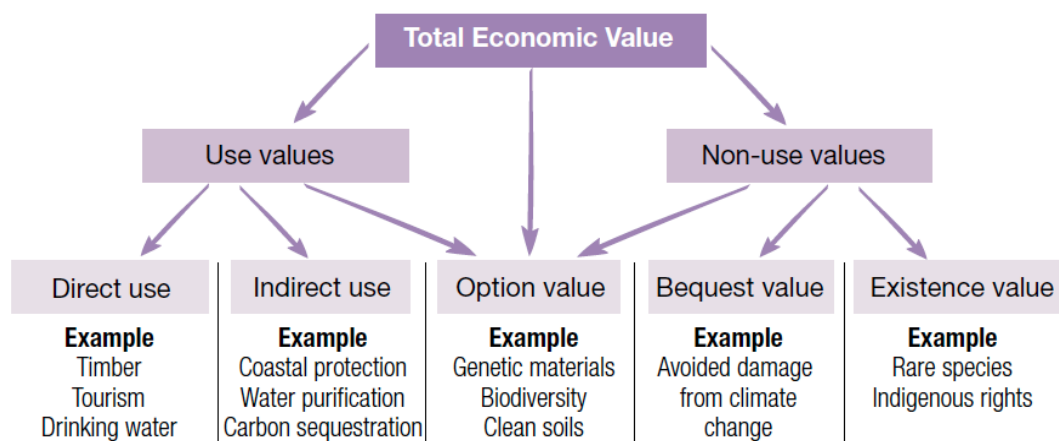 Total Economic Value
Use values
Non-use values
Direct use
Example
Timber
Tourism
Drinking water
Indirect use
Example
Coastal protection
Water purification
Carbon sequestration
Option value
Example
Genetic materials
Biodiversity
Clean soils
Bequest value
Example
Avoided damage
from climate
change
Existence value
Example
Rare species
Indigenous rights